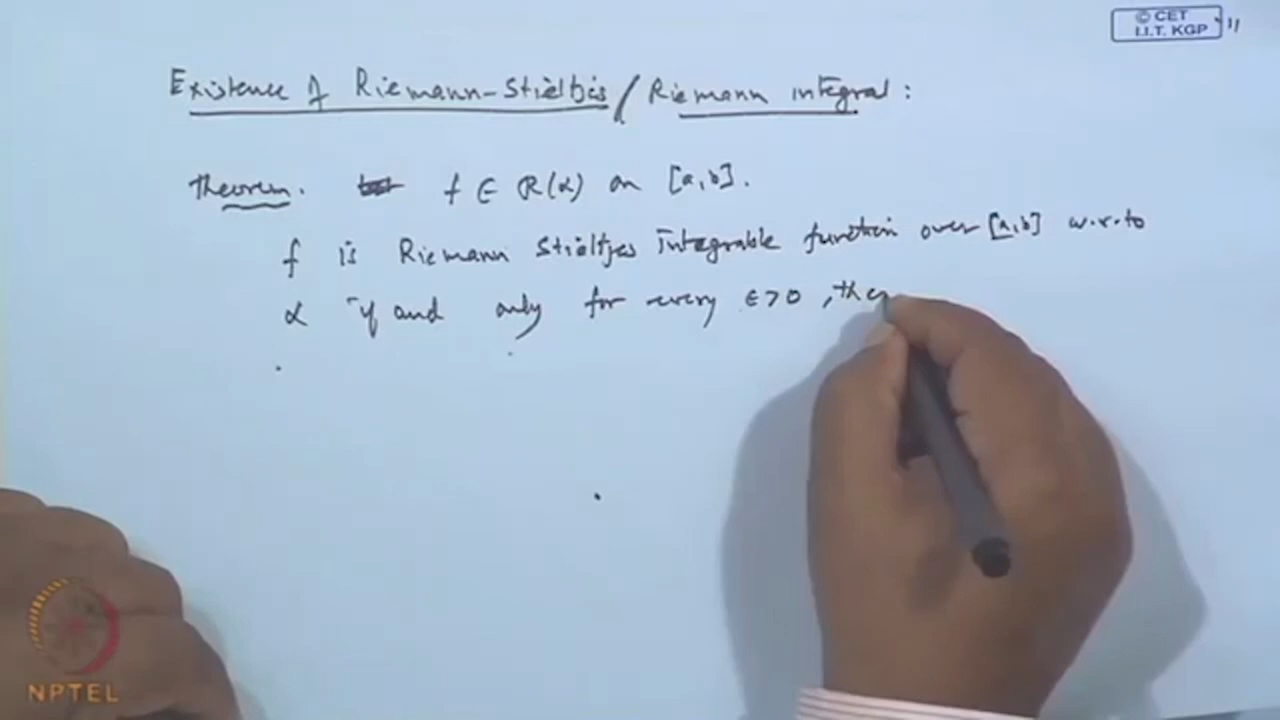 © CET
I.I.T. KGP
Existence of Riemann-Stieltjes / Riemann integral :
Theorem. f ∈ R(α) on [a,b].
f is Riemann Stieltjes Integrable function over [a,b] w.r.to
α if and only for every ε>0, the
NPTEL